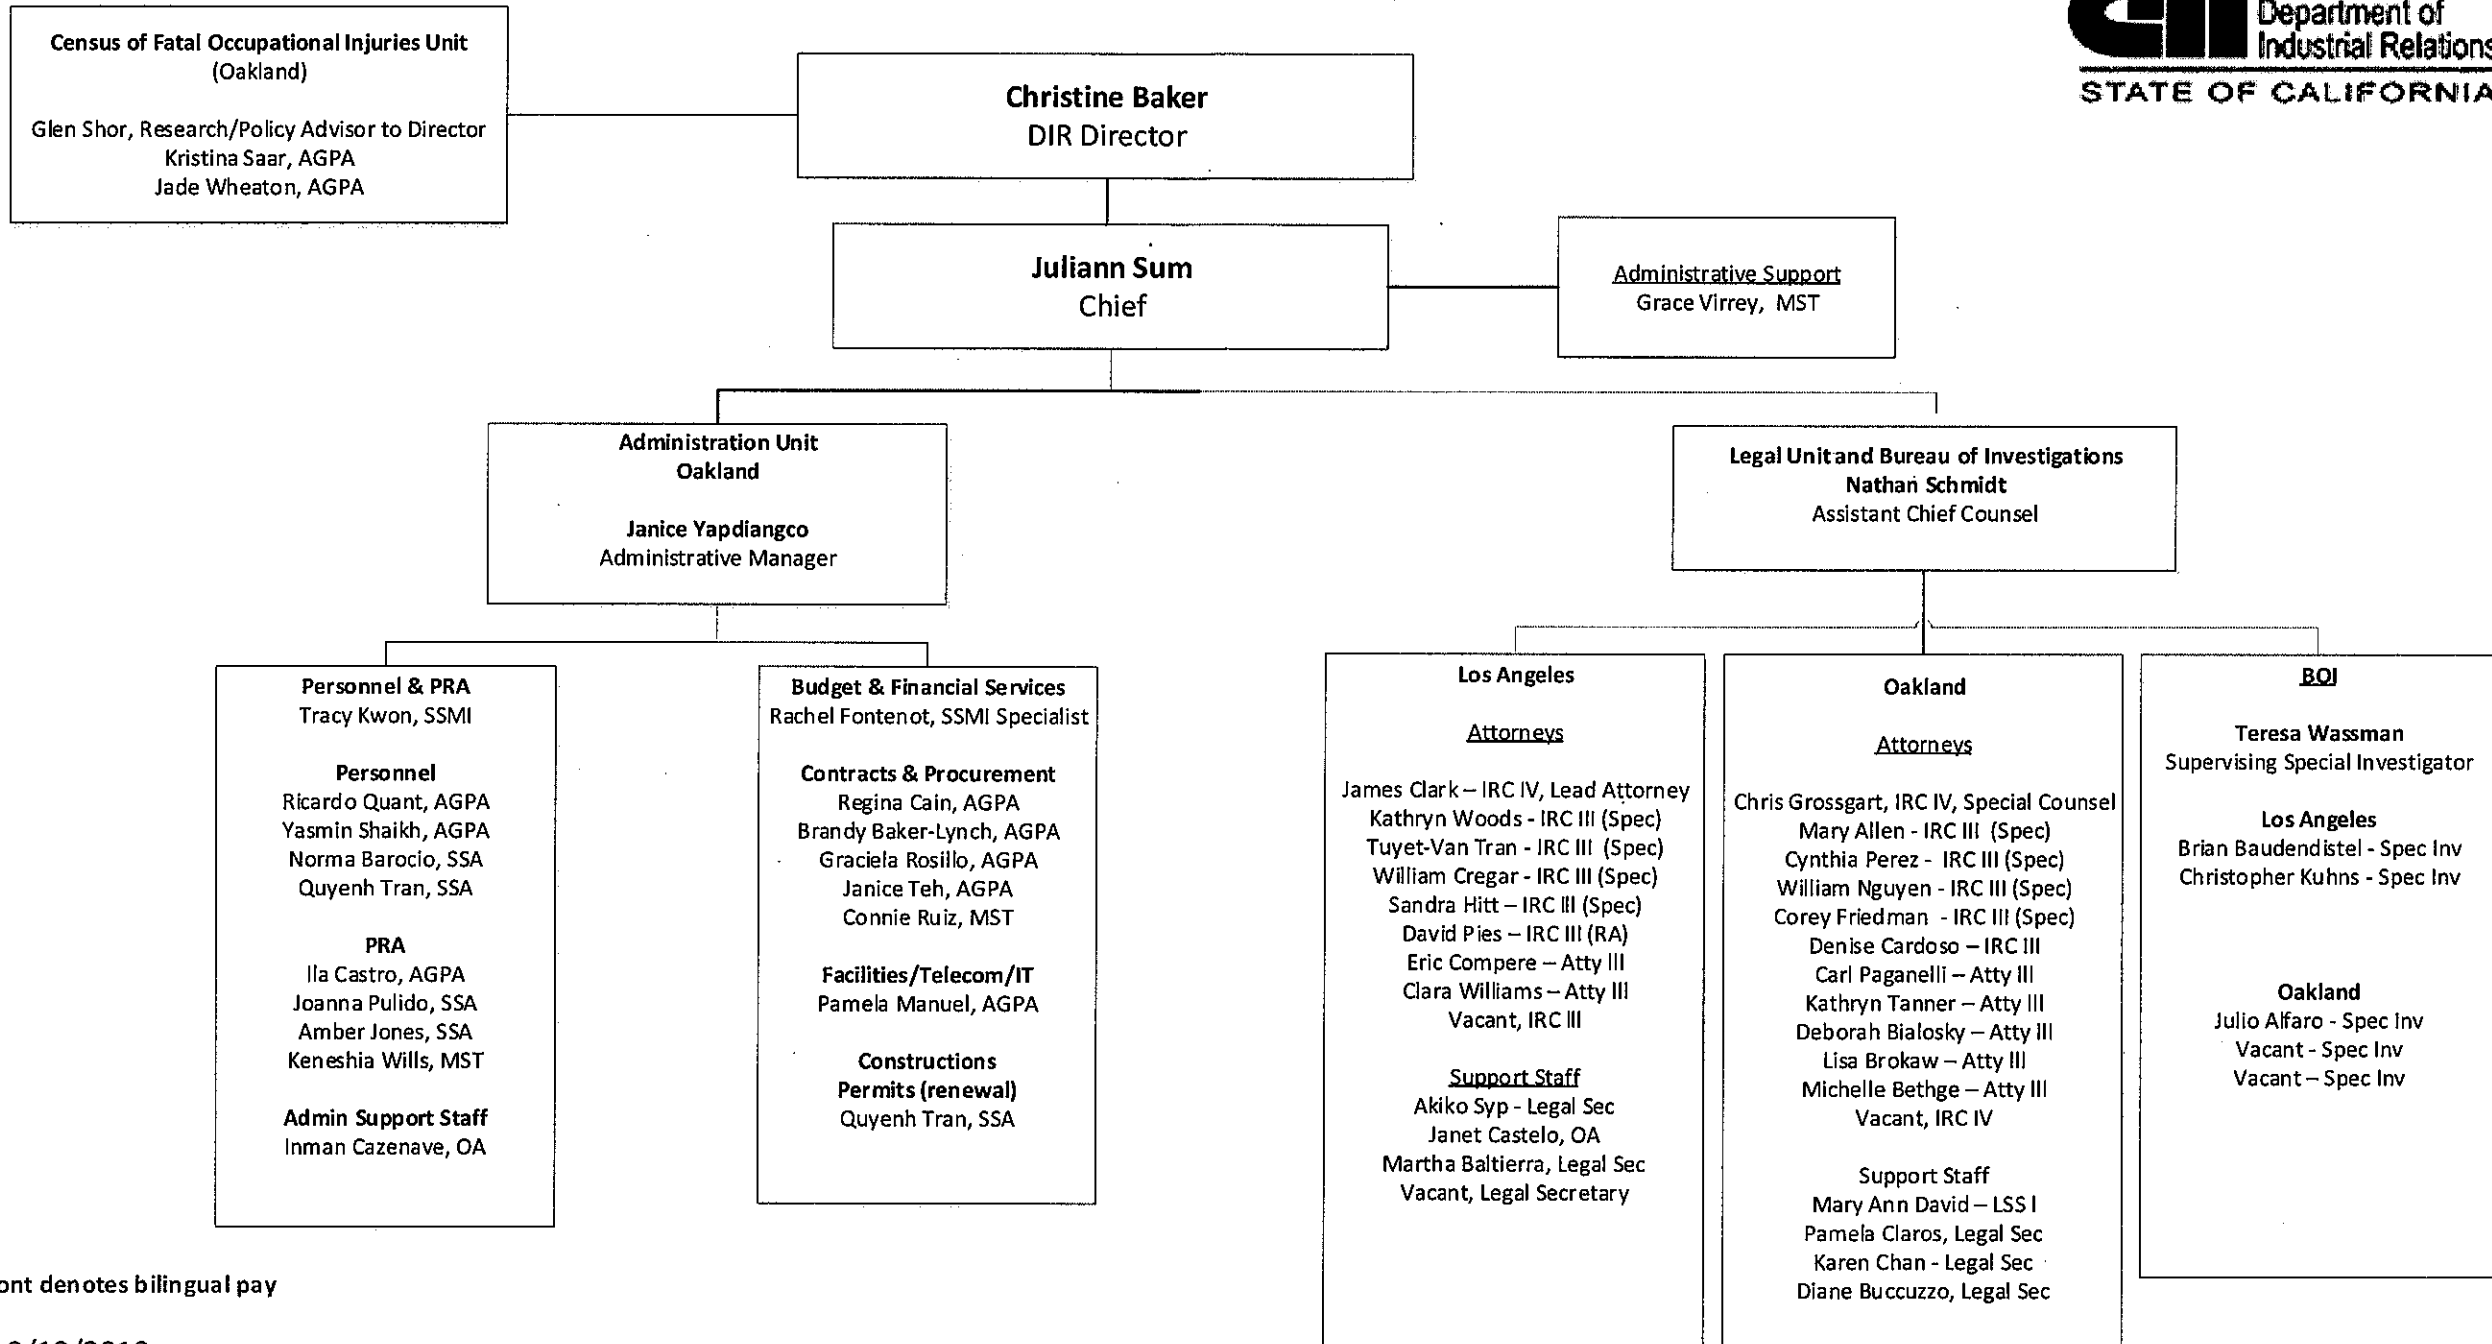 Census of Fatal Occupational Injuries Unit
(Oakland)
Glen Shor, Research/Policy Advisor to Director
Kristina Saar, AGPA
Jade Wheaton, AGPA
Christine Baker
DIR Director
Department of
Industrial Relations
STATE OF CALIFORNIA
Juliann Sum
Chief
Administrative Support
Grace Virrey, MST
Administration Unit
Oakland
Janice Yapdiangco
Administrative Manager
Legal Unit and Bureau of Investigations
Nathan Schmidt
Assistant Chief Counsel
Personnel & PRA
Tracy Kwon, SSMI
Personnel
Ricardo Quant, AGPA
Yasmin Shaikh, AGPA
Norma Barocio, SSA
Quyenh Tran, SSA
PRA
Ila Castro, AGPA
Joanna Pulido, SSA
Amber Jones, SSA
Keneshia Wills, MST
Admin Support Staff
Inman Cazenave, OA
Budget & Financial Services
Rachel Fontenot, SSMI Specialist
Contracts & Procurement
Regina Cain, AGPA
Brandy Baker-Lynch, AGPA
Graciela Rosillo, AGPA
Janice Teh, AGPA
Connie Ruiz, MST
Facilities/Telecom/IT
Pamela Manuel, AGPA
Constructions
Permits (renewal)
Quyenh Tran, SSA
Los Angeles
Attorneys
James Clark – IRC IV, Lead Attorney
Kathryn Woods - IRC III (Spec)
Tuyet-Van Tran - IRC III (Spec)
William Cregar - IRC III (Spec)
Sandra Hitt – IRC III (Spec)
David Pies – IRC III (RA)
Eric Compere – Atty III
Clara Williams – Atty III
Vacant, IRC III
Support Staff
Akiko Syp - Legal Sec
Janet Castelo, OA
Martha Baltierra, Legal Sec
Vacant, Legal Secretary
Oakland
Attorneys
Chris Grossgart, IRC IV, Special Counsel
Mary Allen - IRC III (Spec)
Cynthia Perez - IRC III (Spec)
William Nguyen - IRC III (Spec)
Corey Friedman - IRC III (Spec)
Denise Cardoso – IRC III
Carl Paganelli – Atty III
Kathryn Tanner – Atty III
Deborah Bialosky – Atty III
Lisa Brokaw – Atty III
Michelle Bethge – Atty III
Vacant, IRC IV
Support Staff
Mary Ann David – LSS I
Pamela Claros, Legal Sec
Karen Chan - Legal Sec
Diane Buccuzzo, Legal Sec
BOI
Teresa Wassman
Supervising Special Investigator
Los Angeles
Brian Baudendistel - Spec Inv
Christopher Kuhns - Spec Inv
Oakland
Julio Alfaro - Spec Inv
Vacant - Spec Inv
Vacant – Spec Inv
ont denotes bilingual pay